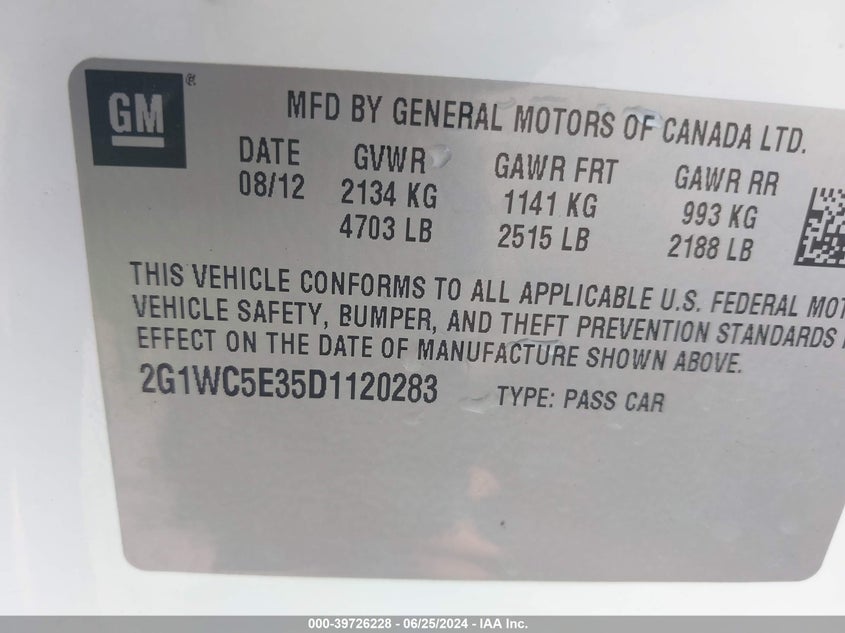 GM ®
MFD BY GENERAL MOTORS OF CANADA LTD.
DATE GVWR GAWR FRT GAWR RR
08/12 2134 KG 1141 KG 993 KG
4703 LB 2515 LB 2188 LB
THIS VEHICLE CONFORMS TO ALL APPLICABLE U.S. FEDERAL MOT
VEHICLE SAFETY, BUMPER, AND THEFT PREVENTION STANDARDS
EFFECT ON THE DATE OF MANUFACTURE SHOWN ABOVE.
2G1WC5E35D1120283 TYPE: PASS CAR
000-39726228 - 06/25/2024 - IAA Inc.